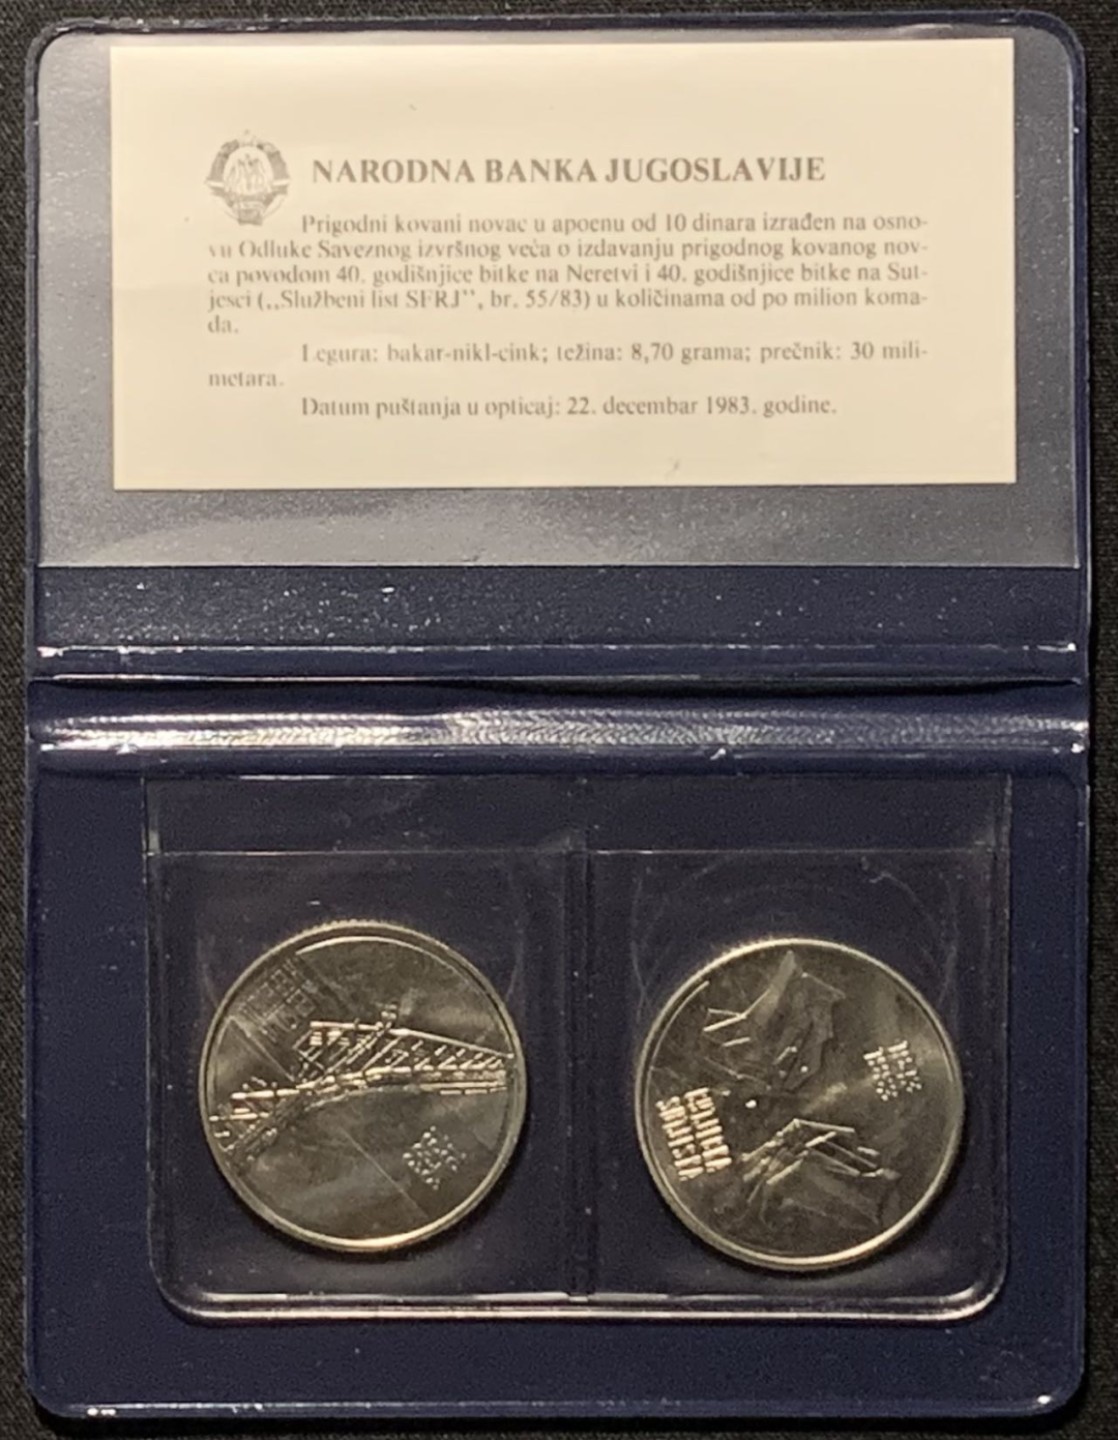 NARODNA BANKA JUGOSLAVIJE
Prigodni kovani novac u apoenu od 10 dinara izrađen na osno-
vu Odluke Saveznog izvršnog veća o izdavanju prigodnog kovanog nov-
ca povodom 40. godišnjice bitke na Neretvi i 40. godišnjice bitke na Sut-
jesci („Službeni list SFRJ”, br. 55/83) u količinama od po milion koma-
da.
Legura: bakar-nikl-cink; težina: 8,70 grama; prečnik: 30 mili-
metara.
Datum puštanja u opticaj: 22. decembar 1983. godine.